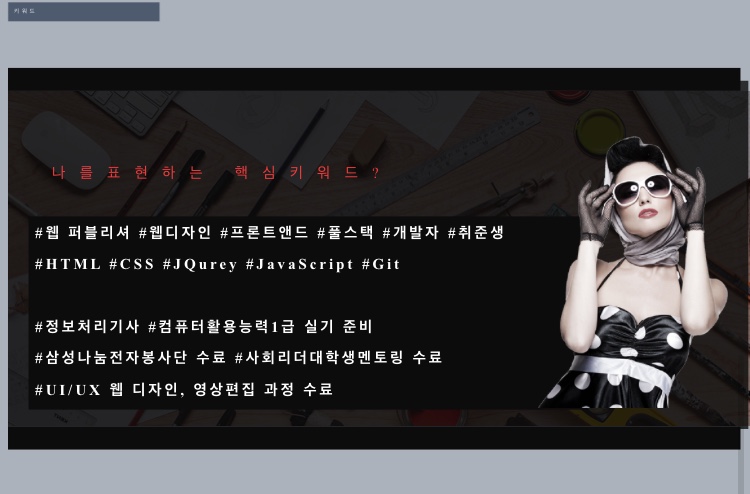 키워드
나를표현하는 핵심키워드?
#웹 퍼블리셔 #웹디자인 #프론트앤드 #풀스택 #개발자 #취준생
#HTML #CSS #JQurey #JavaScript #Git
#정보처리기사 #컴퓨터활용능력1급 실기 준비
#삼성나눔전자봉사단 수료 #사회리더대학생멘토링 수료
#UI/UX 웹 디자인, 영상편집 과정 수료